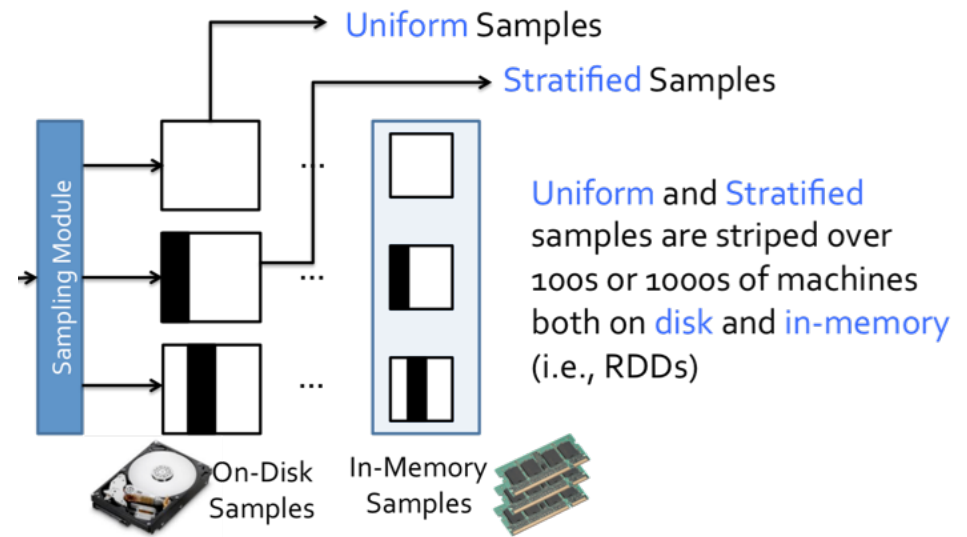 Uniform Samples
Stratified Samples
Sampling Module
...
...
...
Uniform and Stratified
samples are striped over
100s or 1000s of machines
both on disk and in-memory
(i.e., RDDs)
On-Disk
Samples
In-Memory
Samples